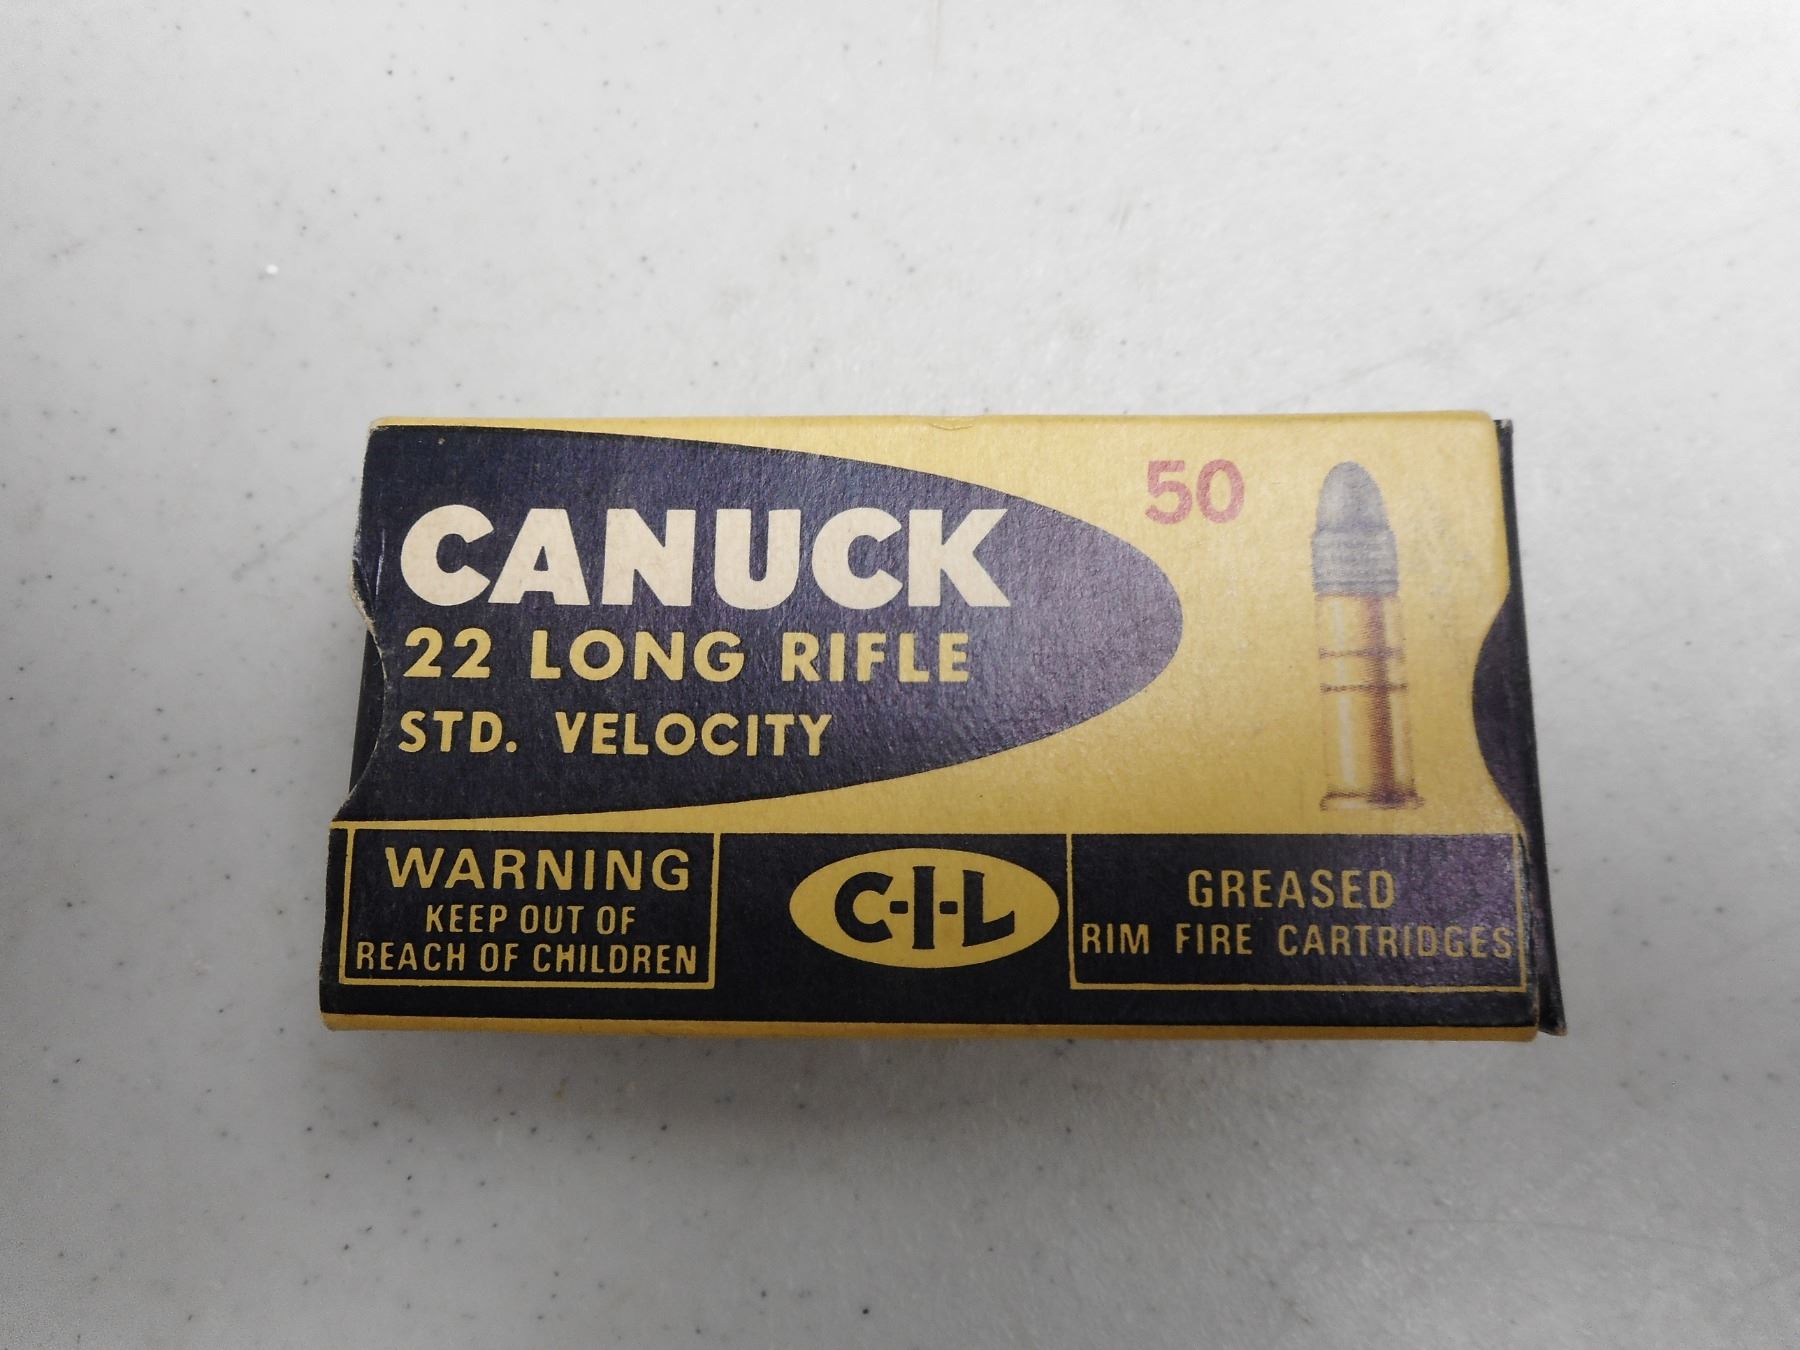 CANUCK
50
22 LONG RIFLE
STD. VELOCITY
WARNING
KEEP OUT OF
REACH OF CHILDREN
C-I-L
GREASED
RIM FIRE CARTRIDGES